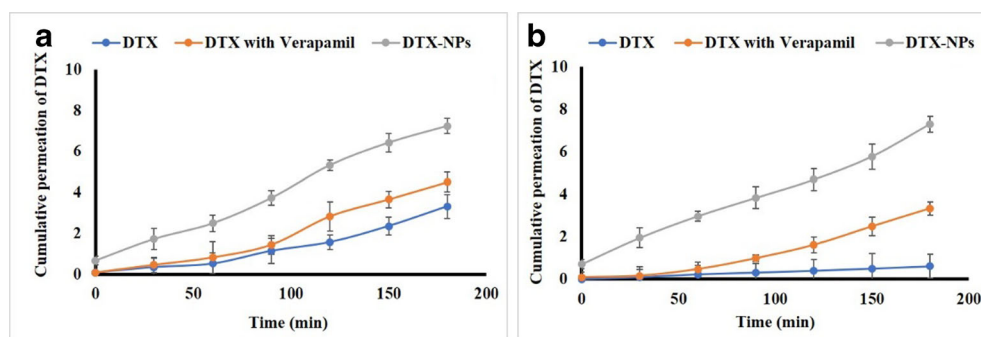 a
DTX DTX with Verapamil DTX-NPs
Cumulative permeation of DTX
10
8
6
4
2
0
0 50 100 150 200
Time (min)
b
DTX DTX with Verapamil DTX-NPs
Cumulative permeation of DTX
10
8
6
4
2
0
0 50 100 150 200
Time (min)